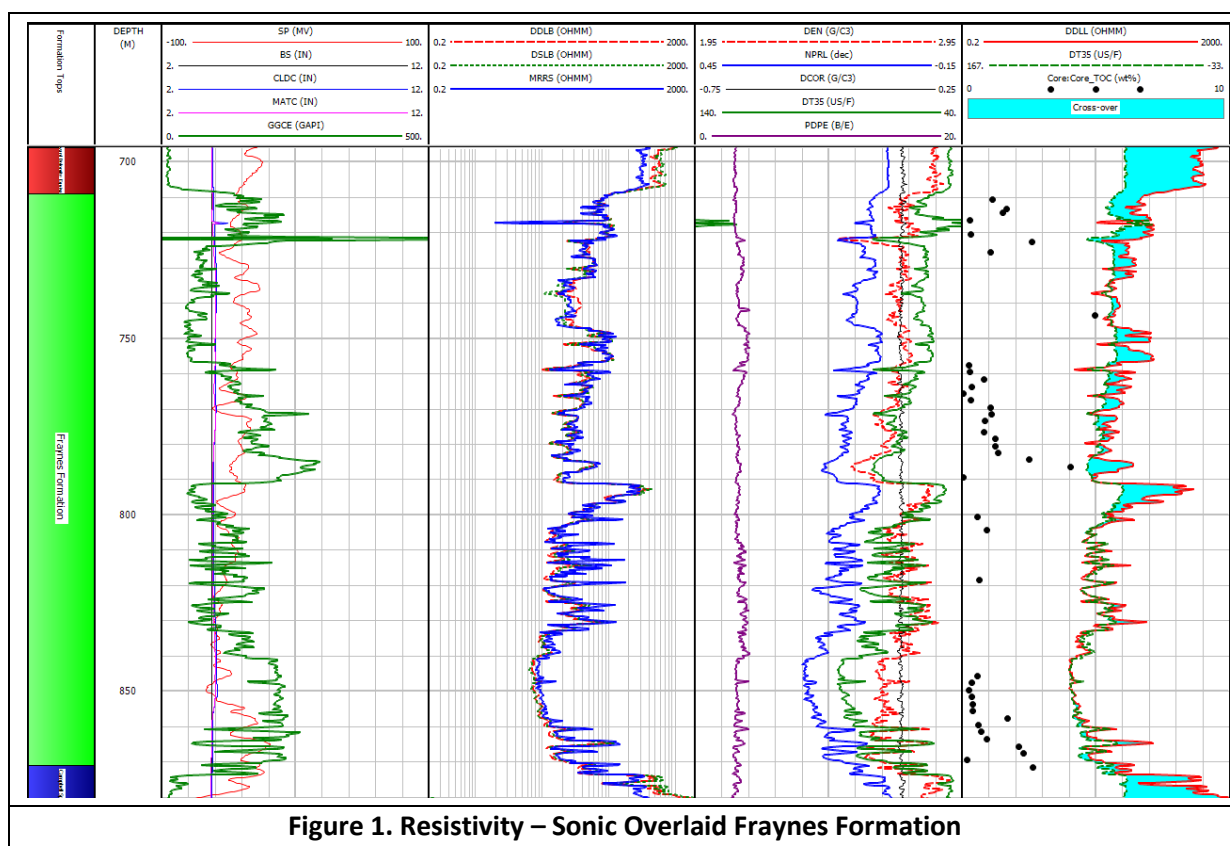 Formation Tops
DEPTH
(M)
SP (MV)
-100. 100.
BS (IN)
2. 12.
CLDC (IN)
2. 12.
MATC (IN)
2. 12.
GGCE (GAPI)
0. 500.
DDLB (OHMM)
0.2 2000.
DSLB (OHMM)
0.2 2000.
MRRS (OHMM)
0.2 2000.
DEN (G/C3)
1.95 2.95
NPRL (dec)
0.45 -0.15
DCOR (G/C3)
-0.75 0.25
DT35 (US/F)
140. 40.
PDPE (B/E)
0. 20.
DDLL (OHMM)
0.2 2000.
DT35 (US/F)
167. -33.
Core:Core_TOC (wt%)
0 10
Cross-over
700
750
800
850
Fraynes Formation
Figure 1. Resistivity – Sonic Overlaid Fraynes Formation